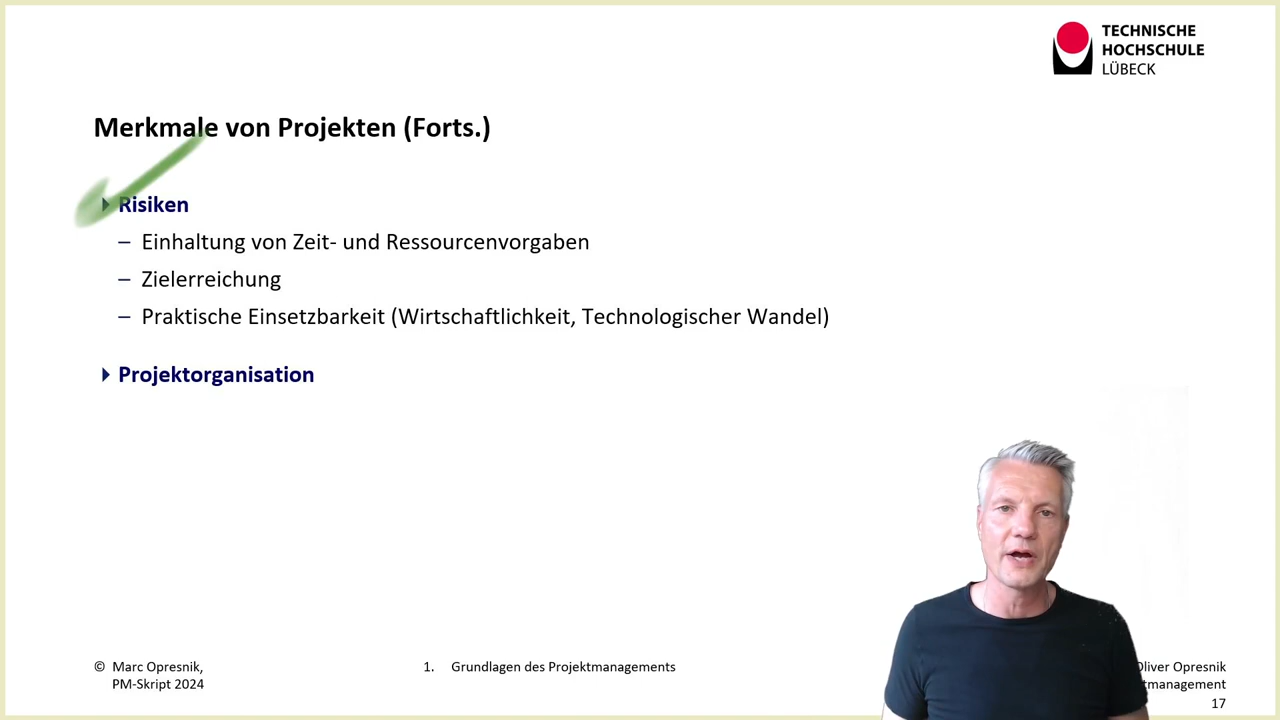 TECHNISCHE
HOCHSCHULE
LÜBECK
Merkmale von Projekten (Forts.)
Risiken
– Einhaltung von Zeit- und Ressourcenvorgaben
– Zielerreichung
– Praktische Einsetzbarkeit (Wirtschaftlichkeit, Technologischer Wandel)
Projektorganisation
© Marc Opresnik,
PM-Skript 2024
1. Grundlagen des Projektmanagements
Oliver Opresnik
tmanagement
17